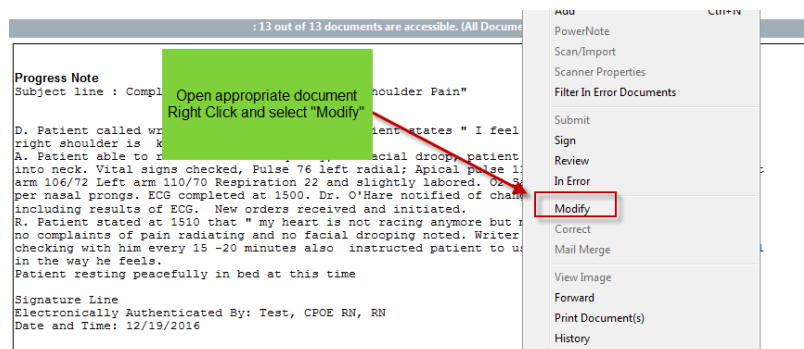 : 13 out of 13 documents are accessible. (All Docume
Progress Note
Subject line : Compl houlder Pain"
D. Patient called wr ient states " I feel
right shoulder is k
A. Patient able to r acial droop, patient
into neck. Vital signs checked, Pulse 76 left radial; Apical pulse 11
arm 106/72 Left arm 110/70 Respiration 22 and slightly labored. O2 S
per nasal prongs. ECG completed at 1500. Dr. O'Hare notified of chan
including results of ECG. New orders received and initiated.
R. Patient stated at 1510 that " my heart is not racing anymore but
no complaints of pain radiating and no facial drooping noted. Writer
checking with him every 15 -20 minutes also instructed patient to u
in the way he feels.
Patient resting peacefully in bed at this time
Signature Line
Electronically Authenticated By: Test, CPOE RN, RN
Date and Time: 12/19/2016
Open appropriate document
Right Click and select "Modify"
Add Ctrl+N
PowerNote
Scan/Import
Scanner Properties
Filter In Error Documents
Submit
Sign
Review
In Error
Modify
Correct
Mail Merge
View Image
Forward
Print Document(s)
History